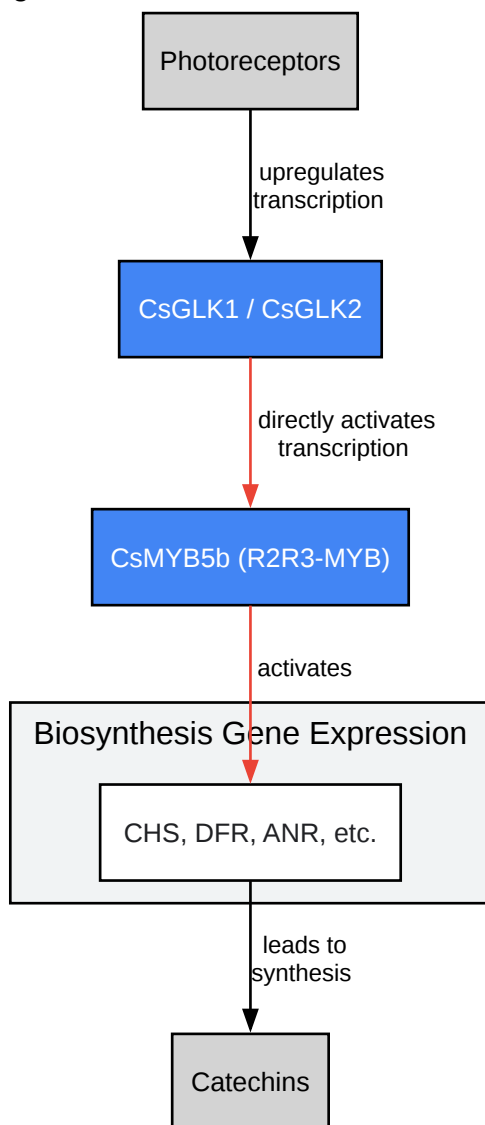 Photoreceptors
upregulates
transcription
CsGLK1 / CsGLK2
directly activates
transcription
CsMYB5b (R2R3-MYB)
activates
Biosynthesis Gene Expression
CHS, DFR, ANR, etc.
leads to
synthesis
Catechins